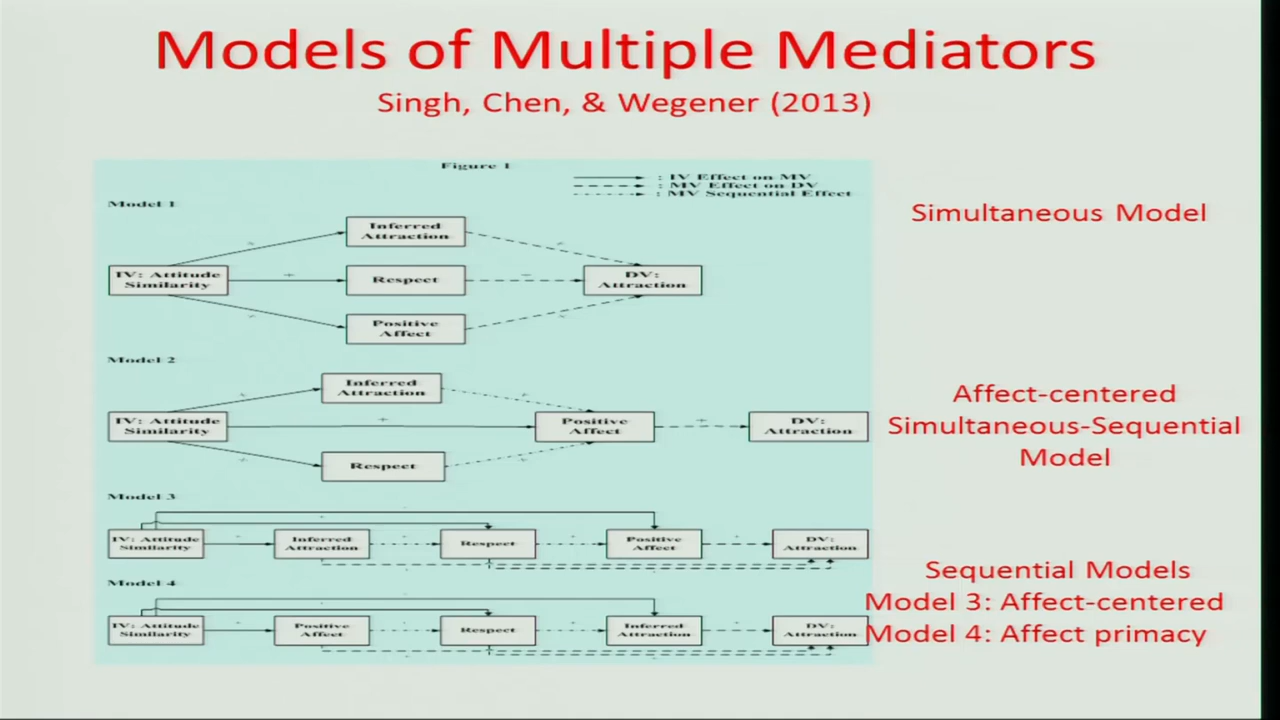 Models of Multiple Mediators
Singh, Chen, & Wegener (2013)
Figure 1
: IV Effect on MV
: MV Effect on DV
: MV Sequential Effect
Model 1
Inferred
Attraction
IV: Attitude
Similarity
+
Respect
DV:
Attraction
Positive
Affect
Simultaneous Model
Model 2
Inferred
Attraction
IV: Attitude
Similarity
+
Positive
Affect
+
DV:
Attraction
Respect
Affect-centered
Simultaneous-Sequential
Model
Model 3
IV: Attitude
Similarity
Inferred
Attraction
Respect
Positive
Affect
DV:
Attraction
Model 4
IV: Attitude
Similarity
Positive
Affect
Respect
Inferred
Attraction
DV:
Attraction
Sequential Models
Model 3: Affect-centered
Model 4: Affect primacy